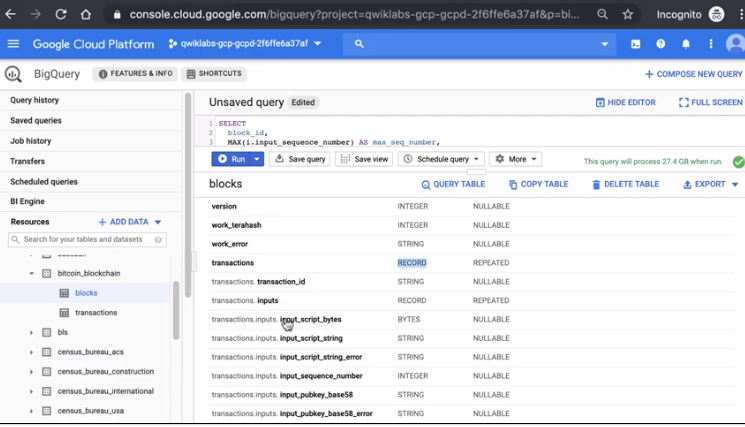 console.cloud.google.com/bigquery?project=qwiklabs-gcp-gcpd-2f6ffe6a37af&p=bi... Incognito
Google Cloud Platform qwiklabs-gcp-gcpd-2f6ffe6a37af
BigQuery FEATURES & INFO SHORTCUTS + COMPOSE NEW QUERY
Query history
Saved queries
Job history
Transfers
Scheduled queries
BI Engine
Resources + ADD DATA
Search for your tables and datasets
bitcoin_blockchain
blocks
transactions
bls
census_bureau_acs
census_bureau_construction
census_bureau_international
census_bureau_usa
Unsaved query Edited HIDE EDITOR FULL SCREEN
1 SELECT
2 block_id,
3 MAX(i.input_sequence_number) AS max_seq_number,
Run Save query Save view Schedule query More This query will process 27.4 GB when run.
blocks QUERY TABLE COPY TABLE DELETE TABLE EXPORT
version INTEGER NULLABLE
work_terahash INTEGER NULLABLE
work_error STRING NULLABLE
transactions RECORD REPEATED
transactions. transaction_id STRING NULLABLE
transactions. inputs RECORD REPEATED
transactions.inputs. input_script_bytes BYTES NULLABLE
transactions.inputs. input_script_string STRING NULLABLE
transactions.inputs. input_script_string_error STRING NULLABLE
transactions.inputs. input_sequence_number INTEGER NULLABLE
transactions.inputs. input_pubkey_base58 STRING NULLABLE
transactions.inputs. input_pubkey_base58_error STRING NULLABLE